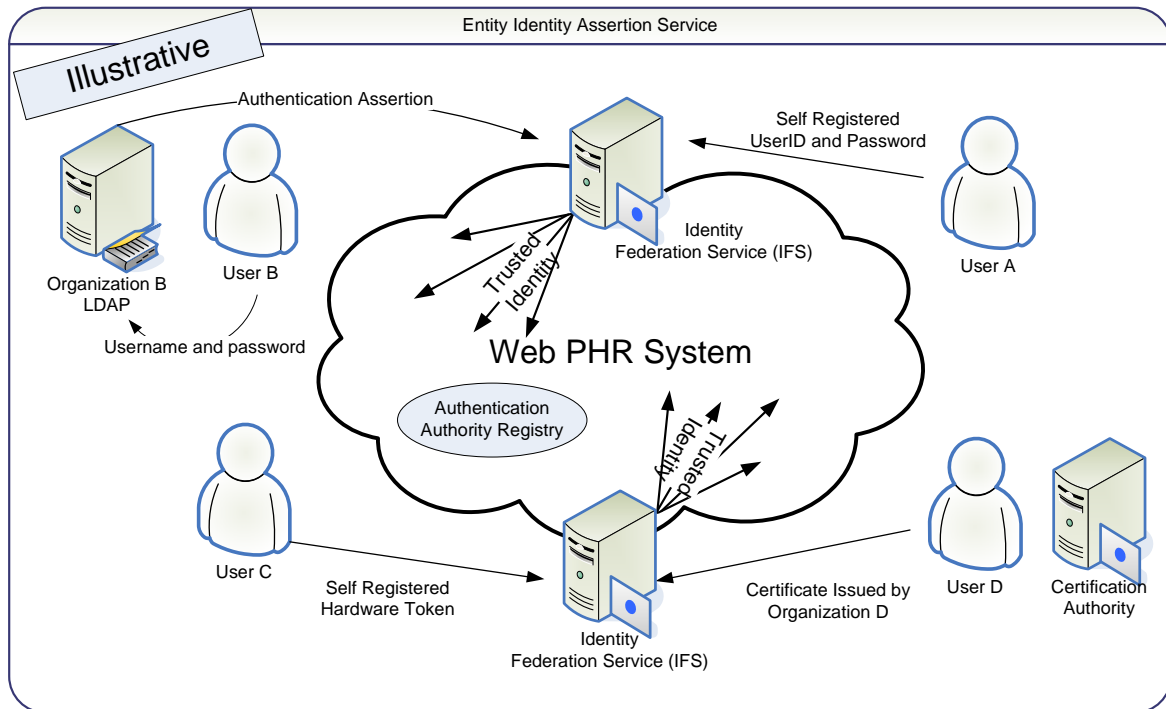 Entity Identity Assertion Service
Illustrative
Authentication Assertion
Self Registered
UserID and Password
Identity
Federation Service (IFS)
User A
User B
Organization B
LDAP
Username and password
Trusted
Identity
Web PHR System
Authentication
Authority Registry
Trusted
Identity
User C
Self Registered
Hardware Token
Identity
Federation Service (IFS)
Certificate Issued by
Organization D
User D
Certification
Authority